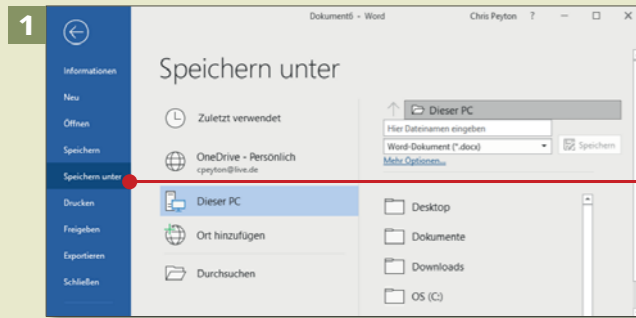 1
Dokument6 - Word Chris Peyton ?
Informationen
Neu
Öffnen
Speichern
Speichern unter
Drucken
Freigeben
Exportieren
Schließen
Speichern unter
Zuletzt verwendet
OneDrive - Persönlich
cpeyton@live.de
Dieser PC
Ort hinzufügen
Durchsuchen
Dieser PC
Hier Dateinamen eingeben
Word-Dokument (*.docx)
Speichern
Mehr Optionen...
Desktop
Dokumente
Downloads
OS (C:)